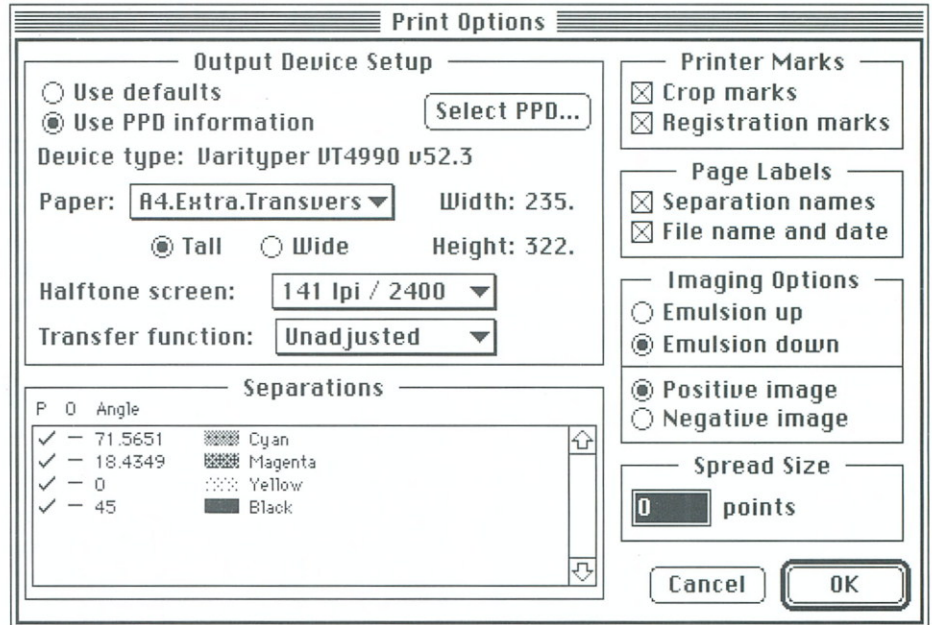 Print Options
Output Device Setup
Use defaults
Use PPD information
Select PPD...
Device type: Varityper VT4990 v52.3
Paper: A4.Extra.Transvers Width: 235.
Tall Wide Height: 322.
Halftone screen: 141 lpi / 2400
Transfer function: Unadjusted
Separations
P O Angle
71.5651 Cyan
18.4349 Magenta
0 Yellow
45 Black
Printer Marks
Crop marks
Registration marks
Page Labels
Separation names
File name and date
Imaging Options
Emulsion up
Emulsion down
Positive image
Negative image
Spread Size
0 points
Cancel OK